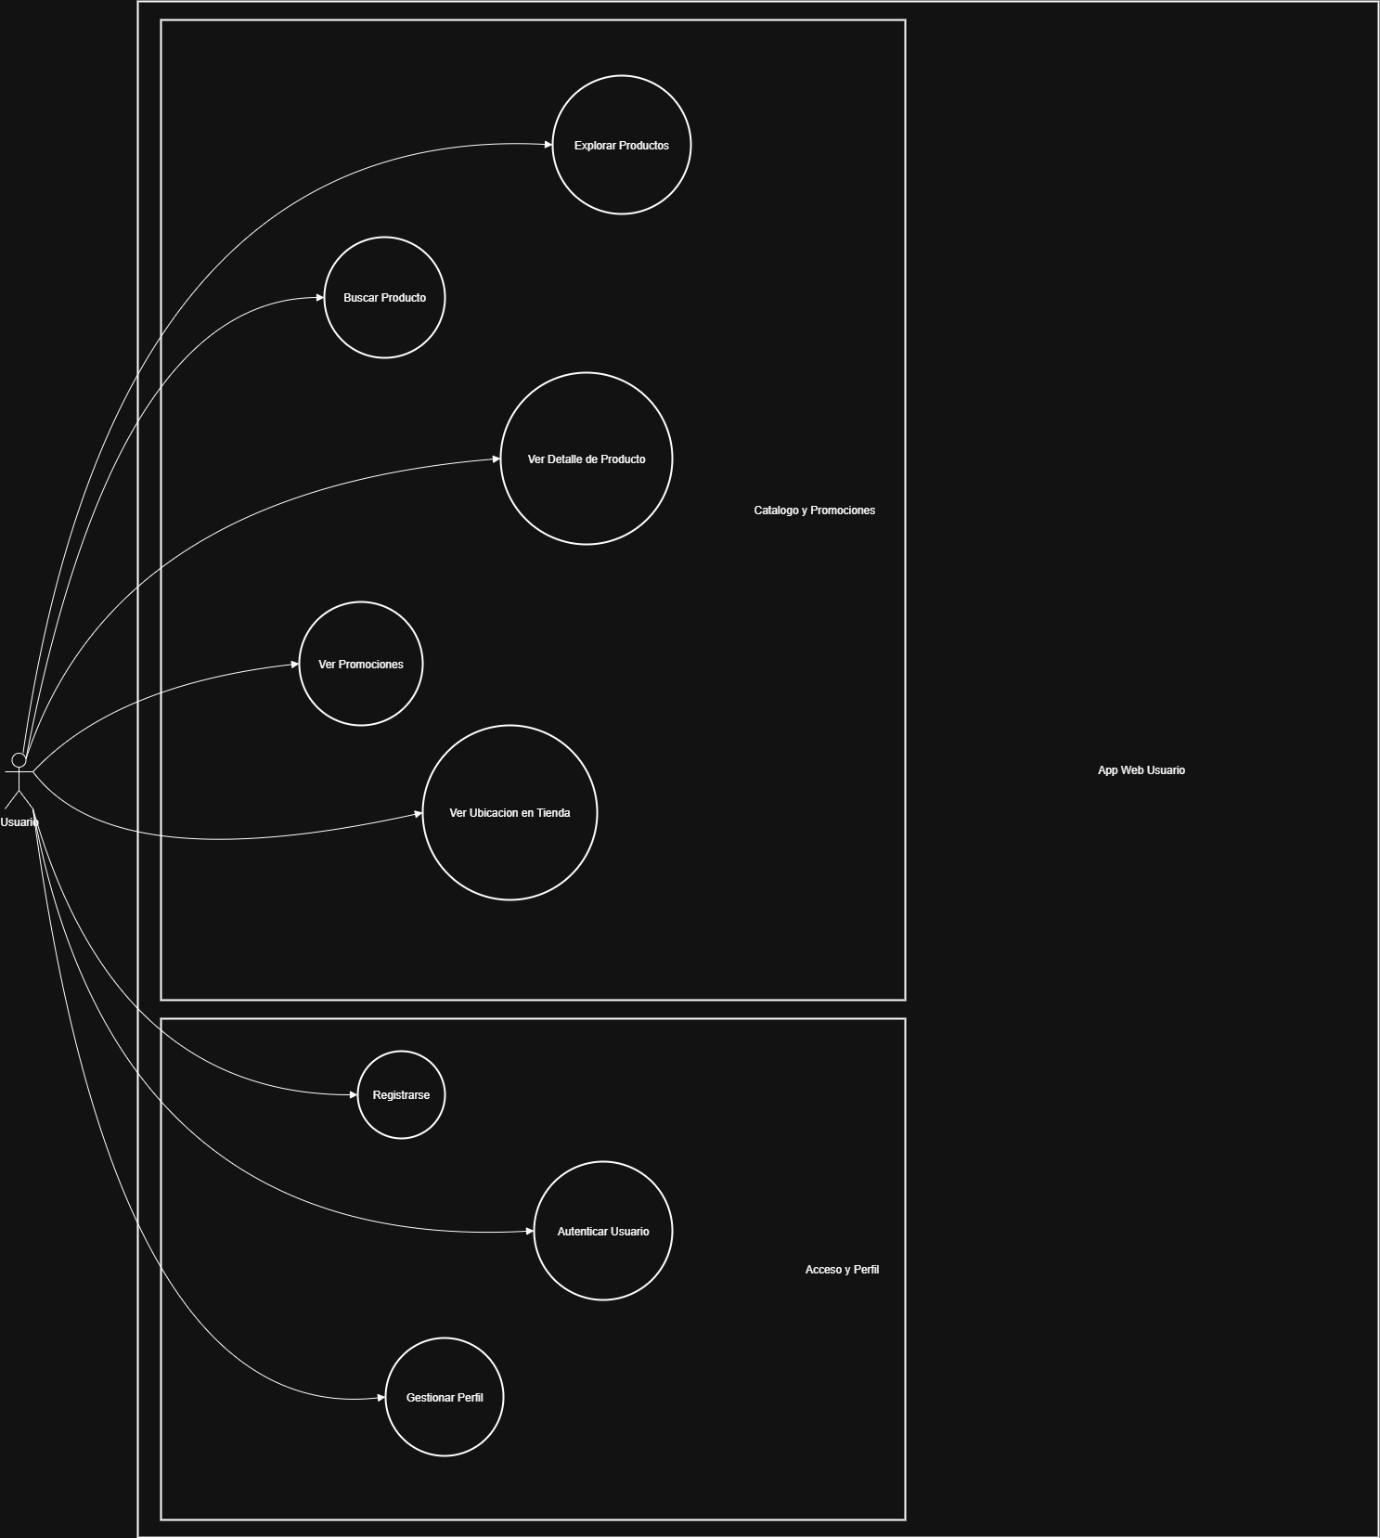 Explorar Productos
Buscar Producto
Ver Detalle de Producto
Catalogo y Promociones
Ver Promociones
App Web Usuario
Ver Ubicacion en Tienda
Usuario
Registrarse
Autenticar Usuario
Acceso y Perfil
Gestionar Perfil